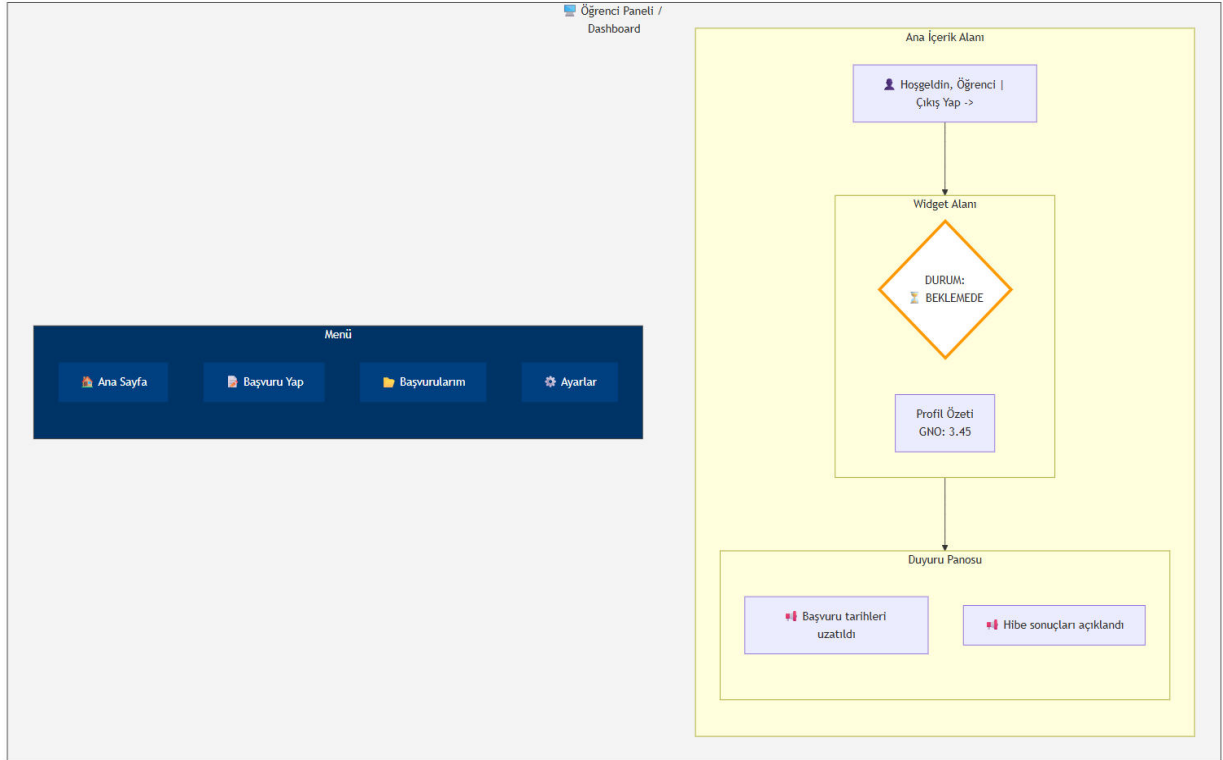 🖥️ Öğrenci Paneli /
Dashboard
Menü
🏠 Ana Sayfa
📝 Başvuru Yap
📂 Başvurularım
⚙️ Ayarlar
Ana İçerik Alanı
👤 Hoşgeldin, Öğrenci |
Çıkış Yap ->
Widget Alanı
DURUM:
⏳ BEKLEMEDE
Profil Özeti
GNO: 3.45
Duyuru Panosu
📢 Başvuru tarihleri
uzatıldı
📢 Hibe sonuçları açıklandı